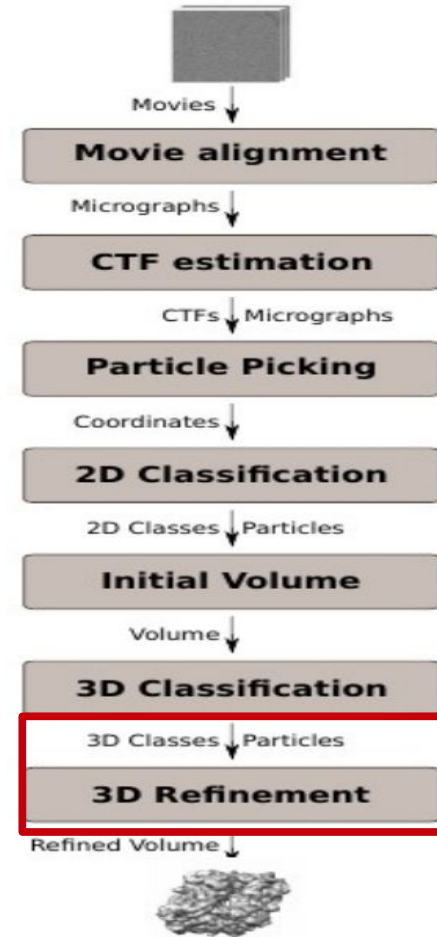 Movies
Movie alignment
Micrographs
CTF estimation
CTFs Micrographs
Particle Picking
Coordinates
2D Classification
2D Classes Particles
Initial Volume
Volume
3D Classification
3D Classes Particles
3D Refinement
Refined Volume